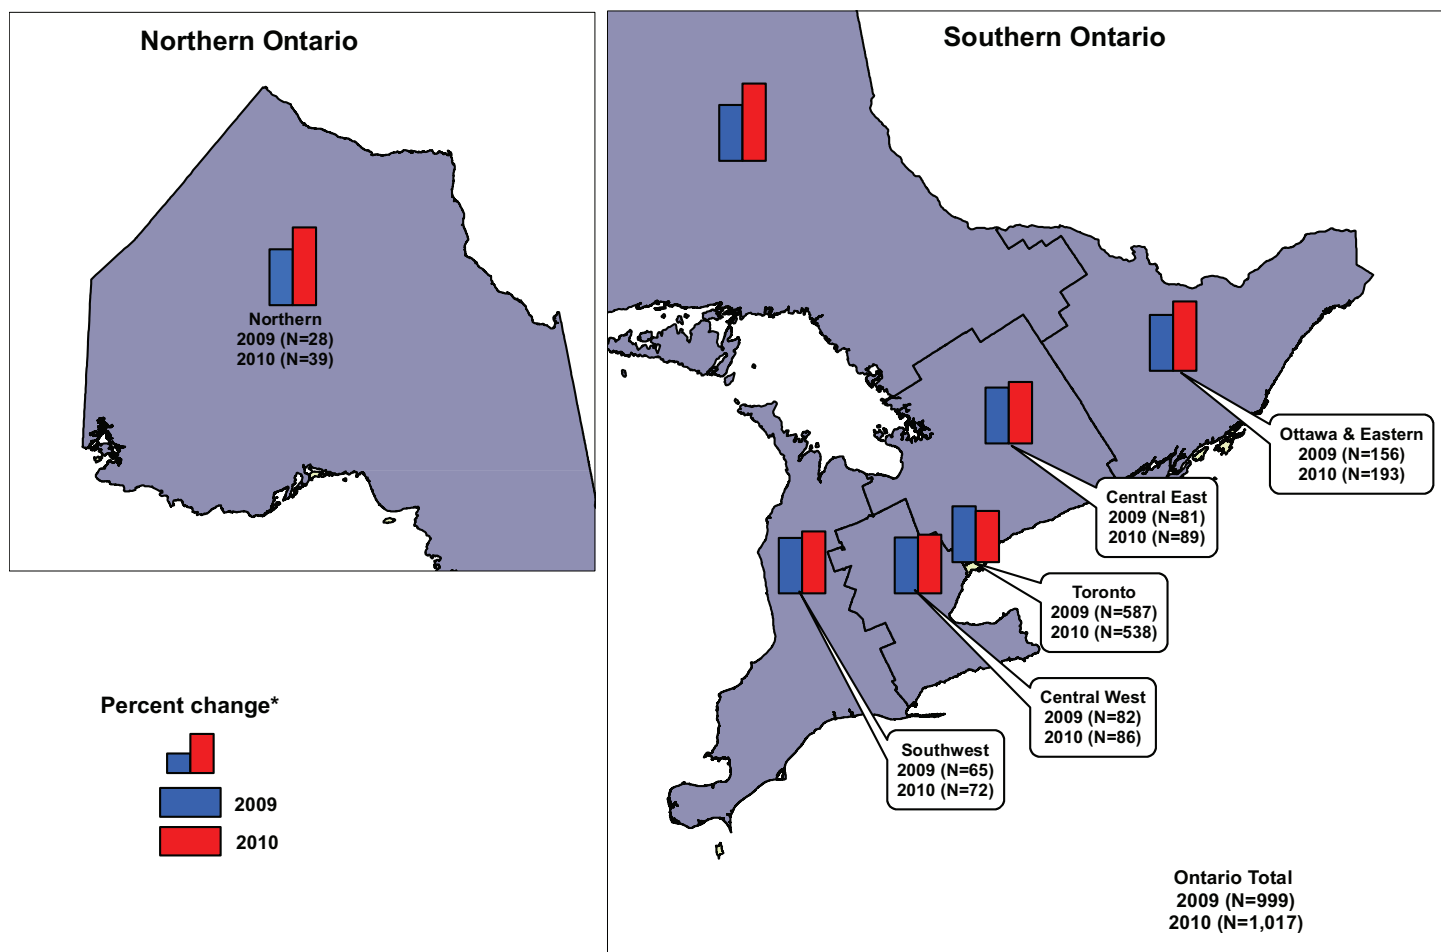 Northern Ontario
Northern
2009 (N=28)
2010 (N=39)
Percent change*
2009
2010
Southern Ontario
Ottawa & Eastern
2009 (N=156)
2010 (N=193)
Central East
2009 (N=81)
2010 (N=89)
Toronto
2009 (N=587)
2010 (N=538)
Central West
2009 (N=82)
2010 (N=86)
Southwest
2009 (N=65)
2010 (N=72)
Ontario Total
2009 (N=999)
2010 (N=1,017)